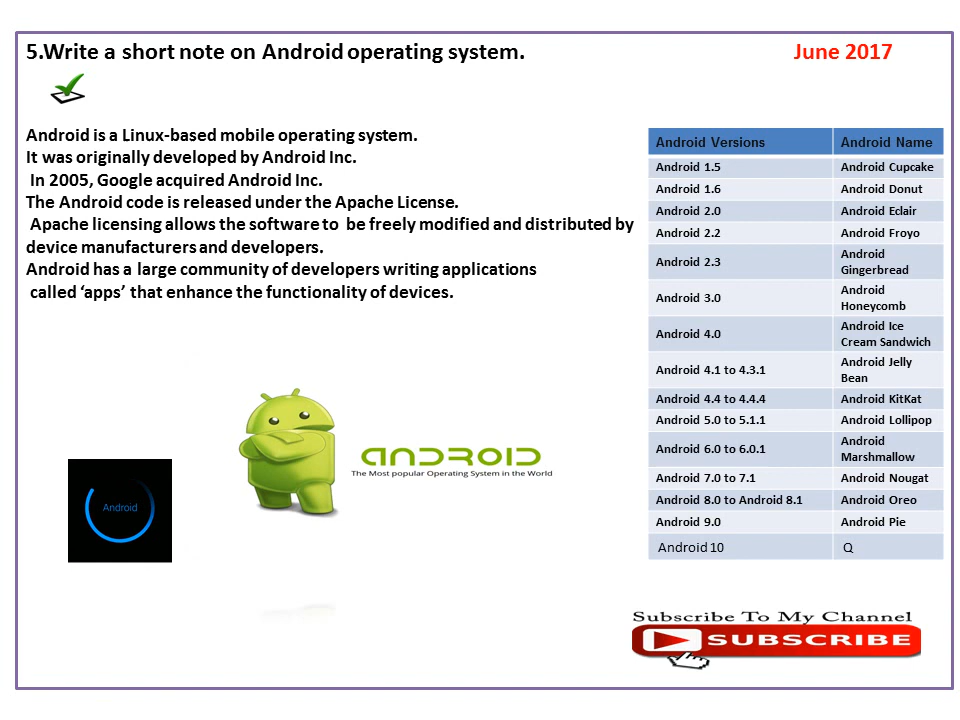 5.Write a short note on Android operating system.
June 2017
Android is a Linux-based mobile operating system.
It was originally developed by Android Inc.
In 2005, Google acquired Android Inc.
The Android code is released under the Apache License.
Apache licensing allows the software to be freely modified and distributed by
device manufacturers and developers.
Android has a large community of developers writing applications
called ‘apps’ that enhance the functionality of devices.
Android Versions Android Name
Android 1.5 Android Cupcake
Android 1.6 Android Donut
Android 2.0 Android Eclair
Android 2.2 Android Froyo
Android 2.3 Android
Gingerbread
Android 3.0 Android
Honeycomb
Android 4.0 Android Ice
Cream Sandwich
Android 4.1 to 4.3.1 Android Jelly
Bean
Android 4.4 to 4.4.4 Android KitKat
Android 5.0 to 5.1.1 Android Lollipop
Android 6.0 to 6.0.1 Android
Marshmallow
Android 7.0 to 7.1 Android Nougat
Android 8.0 to Android 8.1 Android Oreo
Android 9.0 Android Pie
Android 10 Q
ANDROID
The Most popular Operating System in the World
Android
Subscribe To My Channel
SUBSCRIBE